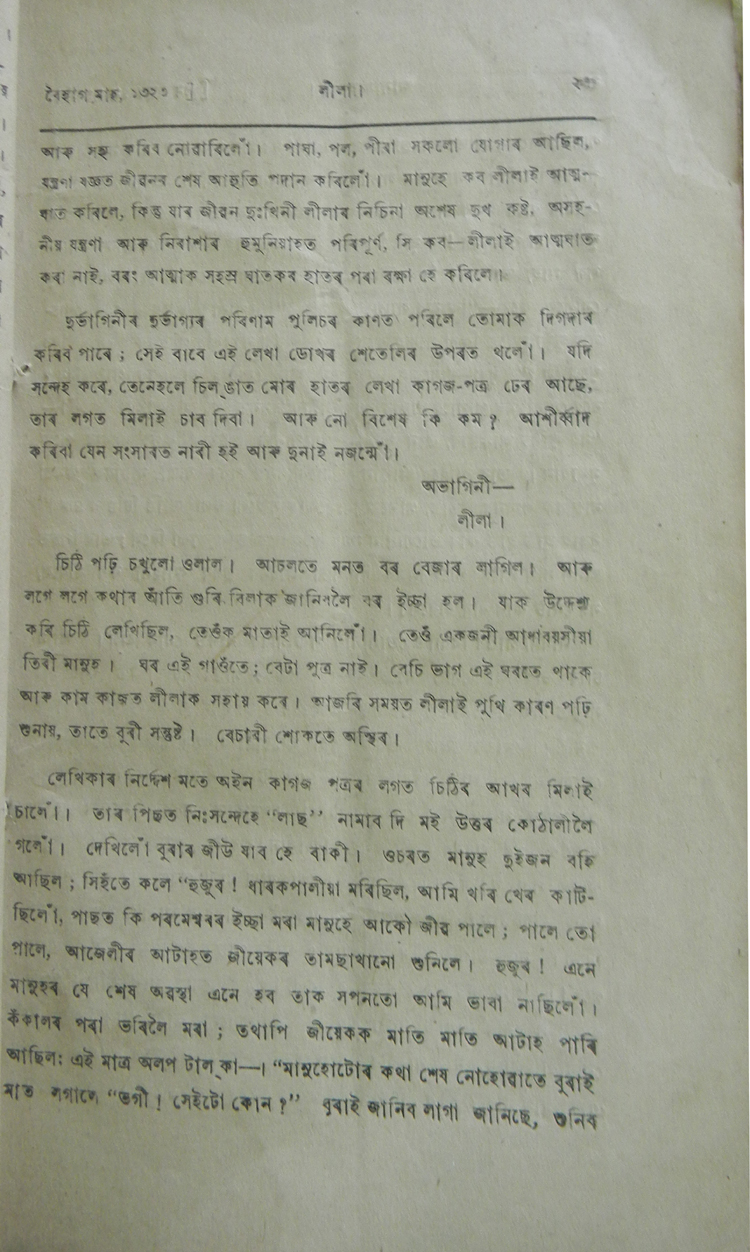 ব’হাগ মাহ, ১৩২৩
লীলা।
আৰু সহ্য কৰিব নোৱাৰিলোঁ। পাঘা, পল, পীৰা সকলো যোগাৰ আছিল,
যন্ত্ৰণা যজ্ঞত জীৱনৰ শেষ আহুতি প্ৰদান কৰিলোঁ। মানুহে কব লীলাই আত্ম-
ঘাত কৰিলে, কিন্তু যাৰ জীৱন দুঃখিনী লীলাৰ নিচিনা অশেষ দুখ কষ্ট, অসহ-
নীয় যন্ত্ৰণা আৰু নিৰাশাৰ হুমুনিয়াহত পৰিপূৰ্ণ, সি কব—লীলাই আত্মঘাত
কৰা নাই, বৰং আত্মাক সহস্ৰ ঘাতকৰ হাতৰ পৰা ৰক্ষা হে কৰিলে।
দুৰ্ভাগিনীৰ দুৰ্ভাগ্যৰ পৰিণাম পুলিচৰ কাণত পৰিলে তোমাক দিগদাৰ
কৰিব পাৰে; সেই বাবে এই লেখা ডোখৰ শেতেলিৰ উপৰত থলোঁ। যদি
সন্দেহ কৰে, তেনেহলে চিল্‌ঙাত মোৰ হাতৰ লেখা কাগজ-পত্ৰ ঢেৰ আছে,
তাৰ লগত মিলাই চাব দিবা। আৰু নো বিশেষ কি কম? আশীৰ্ব্বাদ
কৰিবা যেন সংসাৰত নাৰী হই আৰু দুনাই নজন্মোঁ।
অভাগিনী—
লীলা।
চিঠি পঢ়ি চখুলো ওলাল। আচলতে মনত বৰ বেজাৰ লাগিল। আৰু
লগে লগে কথাৰ আঁতি গুৰি বিলাক জানিবলৈ বৰ ইচ্ছা হল। যাক উদ্দেশ্য
কৰি চিঠি লেখিছিল, তেওঁক মাতাই আনিলোঁ। তেওঁ একজনী আদাবয়সীয়া
তিৰী মানুহ। ঘৰ এই গাওঁতে; বেটা পুত্ৰ নাই। বেচি ভাগ এই ঘৰতে থাকে
আৰু কাম কাজত লীলাক সহায় কৰে। আজৰি সময়ত লীলাই পুথি কাৰণ পঢ়ি
শুনায়, তাতে বুৰী সন্তুষ্ট। বেচাৰী শোকতে অস্থিৰ।
লেখিকাৰ নিৰ্দ্দেশ মতে অইন কাগজ পত্ৰৰ লগত চিঠিৰ আখৰ মিলাই
চালোঁ। তাৰ পিছত নিঃসন্দেহে “লাছ” নামাব দি মই উত্তৰ কোঠালীলৈ
গলোঁ। দেখিলোঁ বুৰাৰ জীউ যাব হে বাকী। ওচৰত মানুহ দুইজন বহি
আছিল; সিহঁতে কলে “হুজুৰ! ধাৰকপালীয়া মৰিছিল, আমি খৰি খেৰ কাটি-
ছিলোঁ, পাছত কি পৰমেশ্বৰৰ ইচ্ছা মৰা মানুহে আকৌ জীৱ পালে; পালে তো
পালে, আজেলীৰ আটাহত জীয়েকৰ তামছাখানো শুনিলে। হুজুৰ! এনে
মানুহৰ যে শেষ অৱস্থা এনে হব তাক সপনতো আমি ভাবা নাছিলোঁ।
কঁকালৰ পৰা ভৰিলৈ মৰা; তথাপি জীয়েকক মাতি মাতি আটাহ পাৰি
আছিল: এই মাত্ৰ অলপ টাল্‌কা—। “মানুহোটোৰ কথা শেষ নোহোৱাতে বুৰাই
মাত লগালে “ভগী! সেইটো কোন?” বুৰাই জানিব লাগা জানিছে, শুনিব